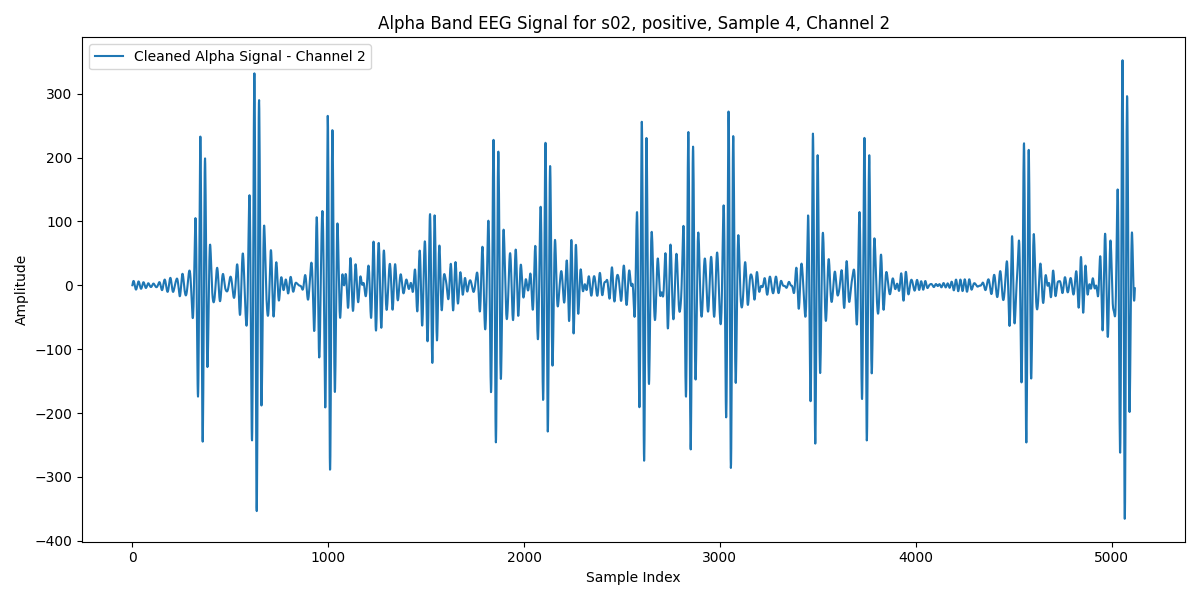 Alpha Band EEG Signal for s02, positive, Sample 4, Channel 2
Cleaned Alpha Signal - Channel 2
Amplitude
300
200
100
0
−100
−200
−300
−400
0 1000 2000 3000 4000 5000
Sample Index